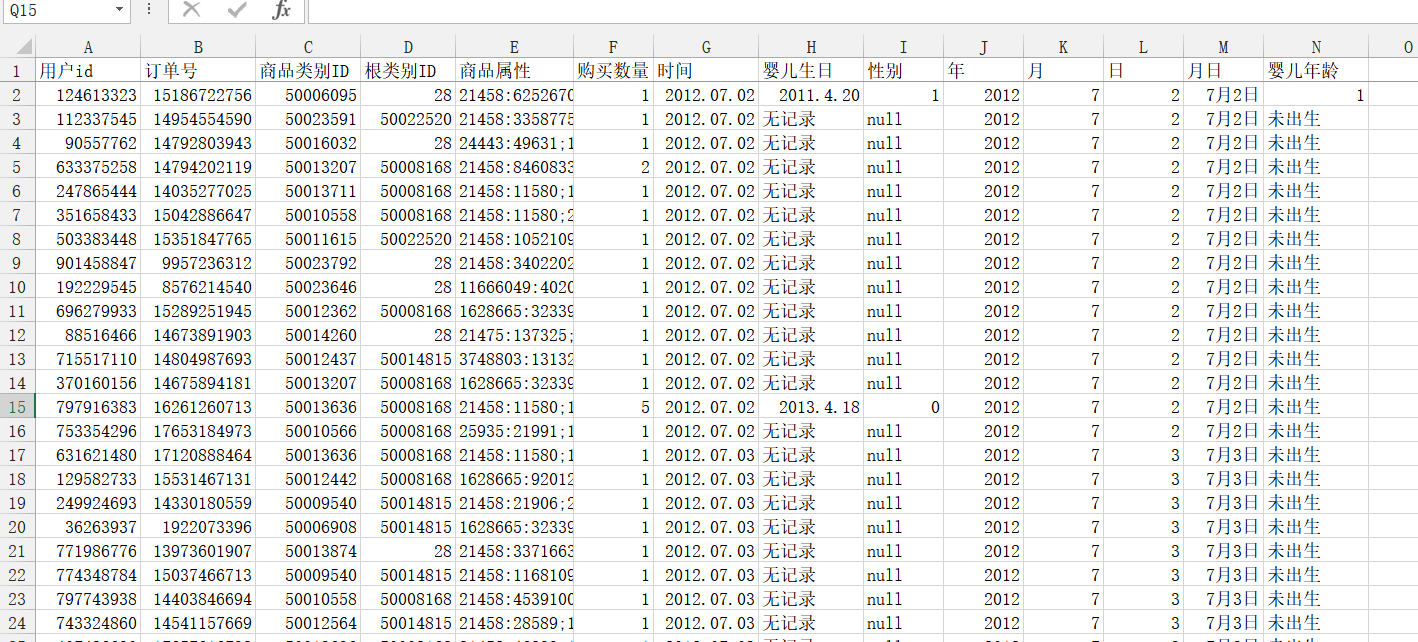 Q15 fx
A B C D E F G H I J K L M N O
1 用户id 订单号 商品类别ID 根类别ID 商品属性 购买数量 时间 婴儿生日 性别 年 月 日 月日 婴儿年龄
2 124613323 15186722756 50006095 28 21458:6252670 1 2012.07.02 2011.4.20 1 2012 7 2 7月2日 1
3 112337545 14954554590 50023591 50022520 21458:3358775 1 2012.07.02 无记录 null 2012 7 2 7月2日 未出生
4 90557762 14792803943 50016032 28 24443:49631;1 1 2012.07.02 无记录 null 2012 7 2 7月2日 未出生
5 633375258 14794202119 50013207 50008168 21458:8460833 2 2012.07.02 无记录 null 2012 7 2 7月2日 未出生
6 247865444 14035277025 50013711 50008168 21458:11580;1 1 2012.07.02 无记录 null 2012 7 2 7月2日 未出生
7 351658433 15042886647 50010558 50008168 21458:11580;2 1 2012.07.02 无记录 null 2012 7 2 7月2日 未出生
8 503383448 15351847765 50011615 50022520 21458:1052109 1 2012.07.02 无记录 null 2012 7 2 7月2日 未出生
9 901458847 9957236312 50023792 28 21458:3402202 1 2012.07.02 无记录 null 2012 7 2 7月2日 未出生
10 192229545 8576214540 50023646 28 11666049:4020 1 2012.07.02 无记录 null 2012 7 2 7月2日 未出生
11 696279933 15289251945 50012362 50008168 1628665:32339 1 2012.07.02 无记录 null 2012 7 2 7月2日 未出生
12 88516466 14673891903 50014260 28 21475:137325; 1 2012.07.02 无记录 null 2012 7 2 7月2日 未出生
13 715517110 14804987693 50012437 50014815 3748803:13132 1 2012.07.02 无记录 null 2012 7 2 7月2日 未出生
14 370160156 14675894181 50013207 50008168 1628665:32339 1 2012.07.02 无记录 null 2012 7 2 7月2日 未出生
15 797916383 16261260713 50013636 50008168 21458:11580;1 5 2012.07.02 2013.4.18 0 2012 7 2 7月2日 未出生
16 753354296 17653184973 50010566 50008168 25935:21991;1 1 2012.07.02 无记录 null 2012 7 2 7月2日 未出生
17 631621480 17120888464 50013636 50008168 21458:11580;1 1 2012.07.03 无记录 null 2012 7 3 7月3日 未出生
18 129582733 15531467131 50012442 50008168 1628665:92012 1 2012.07.03 无记录 null 2012 7 3 7月3日 未出生
19 249924693 14330180559 50009540 50014815 21458:21906;2 1 2012.07.03 无记录 null 2012 7 3 7月3日 未出生
20 36263937 1922073396 50006908 50014815 1628665:32339 1 2012.07.03 无记录 null 2012 7 3 7月3日 未出生
21 771986776 13973601907 50013874 28 21458:3371663 1 2012.07.03 无记录 null 2012 7 3 7月3日 未出生
22 774348784 15037466713 50009540 50014815 21458:1168109 1 2012.07.03 无记录 null 2012 7 3 7月3日 未出生
23 797743938 14403846694 50010558 50008168 21458:4539100 1 2012.07.03 无记录 null 2012 7 3 7月3日 未出生
24 743324860 14541157669 50012564 50014815 21458:28589;1 1 2012.07.03 无记录 null 2012 7 3 7月3日 未出生